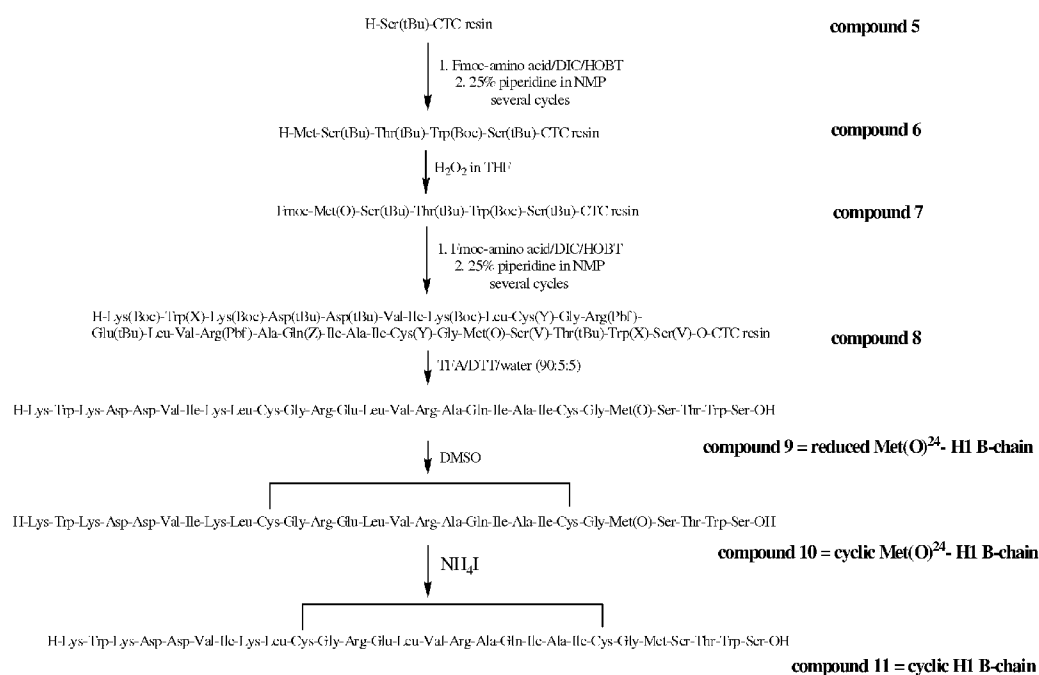 H-Ser(tBu)-CTC resin
compound 5
1. Fmoc-amino acid/DIC/HOBT
2. 25% piperidine in NMP
several cycles
H-Met-Ser(tBu)-Thr(tBu)-Trp(Boc)-Ser(tBu)-CTC resin
compound 6
H2O2 in THF
Fmoc-Met(O)-Ser(tBu)-Thr(tBu)-Trp(Boc)-Ser(tBu)-CTC resin
compound 7
1. Fmoc-amino acid/DIC/HOBT
2. 25% piperidine in NMP
several cycles
H-Lys(Boc)-Trp(X)-Lys(Boc)-Asp(tBu)-Asp(tBu)-Val-Ile-Lys(Boc)-Leu-Cys(Y)-Gly-Arg(Pbf)-
Glu(tBu)-Leu-Val-Arg(Pbf)-Ala-Gln(Z)-Ile-Ala-Ile-Cys(Y)-Gly-Met(O)-Ser(V)-Thr(tBu)-Trp(X)-Ser(V)-O-CTC resin
compound 8
TFA/DTT/water (90:5:5)
H-Lys-Trp-Lys-Asp-Asp-Val-Ile-Lys-Leu-Cys-Gly-Arg-Glu-Leu-Val-Arg-Ala-Gln-Ile-Ala-Ile-Cys-Gly-Met(O)-Ser-Thr-Trp-Ser-OH
compound 9 = reduced Met(O)24- H1 B-chain
DMSO
H-Lys-Trp-Lys-Asp-Asp-Val-Ile-Lys-Leu-Cys-Gly-Arg-Glu-Leu-Val-Arg-Ala-Gln-Ile-Ala-Ile-Cys-Gly-Met(O)-Ser-Thr-Trp-Ser-OH
compound 10 = cyclic Met(O)24- H1 B-chain
NH4I
H-Lys-Trp-Lys-Asp-Asp-Val-Ile-Lys-Leu-Cys-Gly-Arg-Glu-Leu-Val-Arg-Ala-Gln-Ile-Ala-Ile-Cys-Gly-Met-Ser-Thr-Trp-Ser-OH
compound 11 = cyclic H1 B-chain